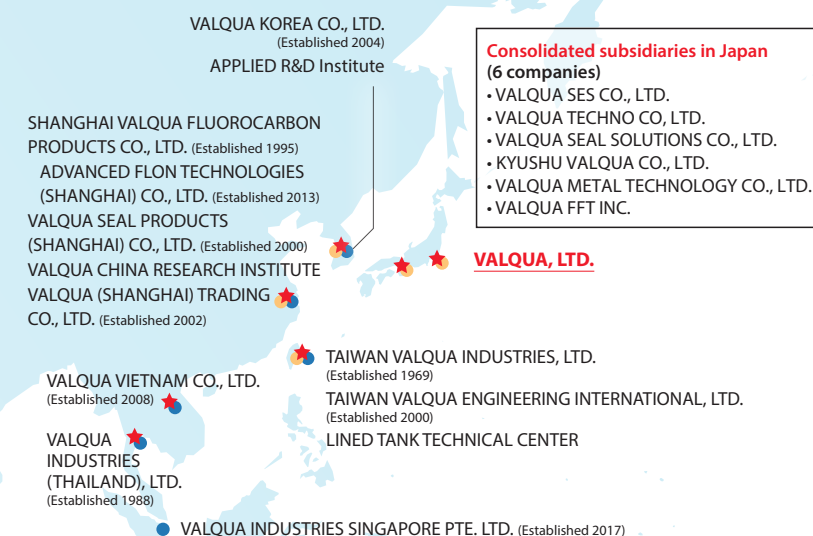 VALQUA KOREA CO., LTD.
(Established 2004)
APPLIED R&D Institute
Consolidated subsidiaries in Japan
(6 companies)
• VALQUA SES CO., LTD.
• VALQUA TECHNO CO, LTD.
• VALQUA SEAL SOLUTIONS CO., LTD.
• KYUSHU VALQUA CO., LTD.
• VALQUA METAL TECHNOLOGY CO., LTD.
• VALQUA FFT INC.
SHANGHAI VALQUA FLUOROCARBON
PRODUCTS CO., LTD. (Established 1995)
ADVANCED FLON TECHNOLOGIES
(SHANGHAI) CO., LTD. (Established 2013)
VALQUA SEAL PRODUCTS
(SHANGHAI) CO., LTD. (Established 2000)
VALQUA CHINA RESEARCH INSTITUTE
VALQUA (SHANGHAI) TRADING
CO., LTD. (Established 2002)
VALQUA, LTD.
TAIWAN VALQUA INDUSTRIES, LTD.
(Established 1969)
TAIWAN VALQUA ENGINEERING INTERNATIONAL, LTD.
(Established 2000)
LINED TANK TECHNICAL CENTER
VALQUA VIETNAM CO., LTD.
(Established 2008)
VALQUA
INDUSTRIES
(THAILAND), LTD.
(Established 1988)
VALQUA INDUSTRIES SINGAPORE PTE. LTD. (Established 2017)